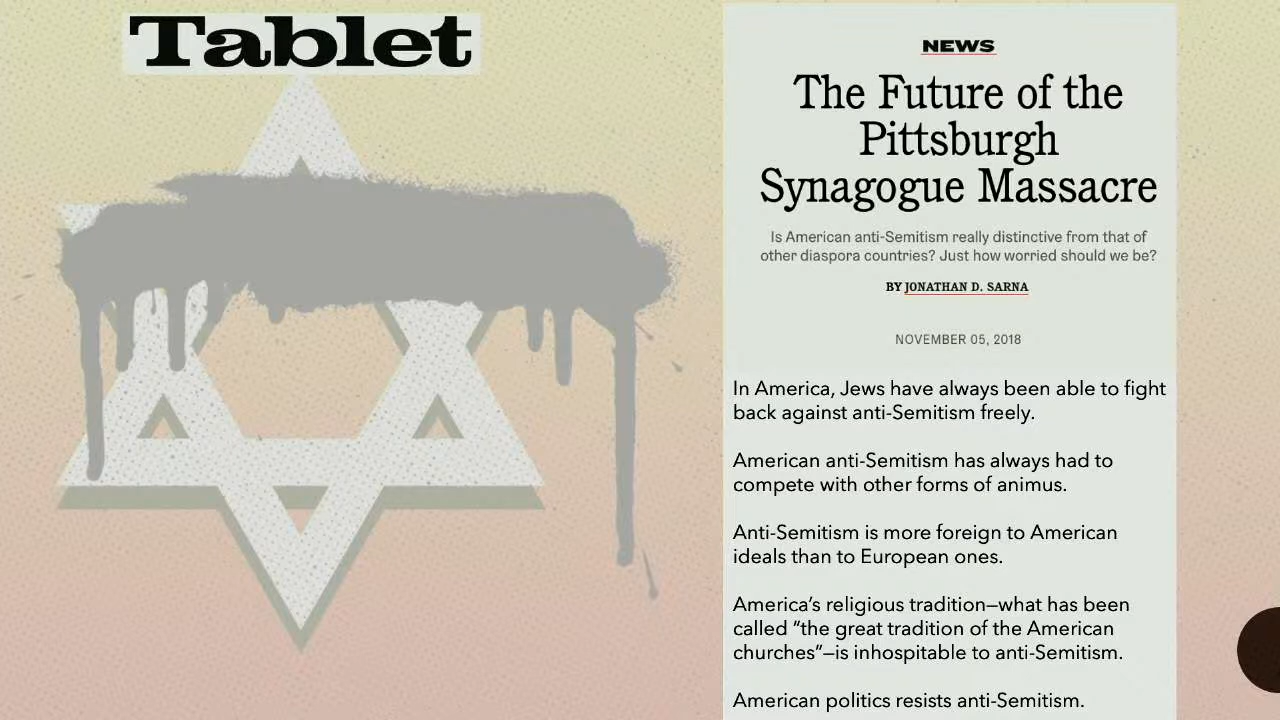 Tablet
NEWS
The Future of the
Pittsburgh
Synagogue Massacre
Is American anti-Semitism really distinctive from that of
other diaspora countries? Just how worried should we be?
BY JONATHAN D. SARNA
NOVEMBER 05, 2018
In America, Jews have always been able to fight
back against anti-Semitism freely.
American anti-Semitism has always had to
compete with other forms of animus.
Anti-Semitism is more foreign to American
ideals than to European ones.
America’s religious tradition—what has been
called “the great tradition of the American
churches”—is inhospitable to anti-Semitism.
American politics resists anti-Semitism.